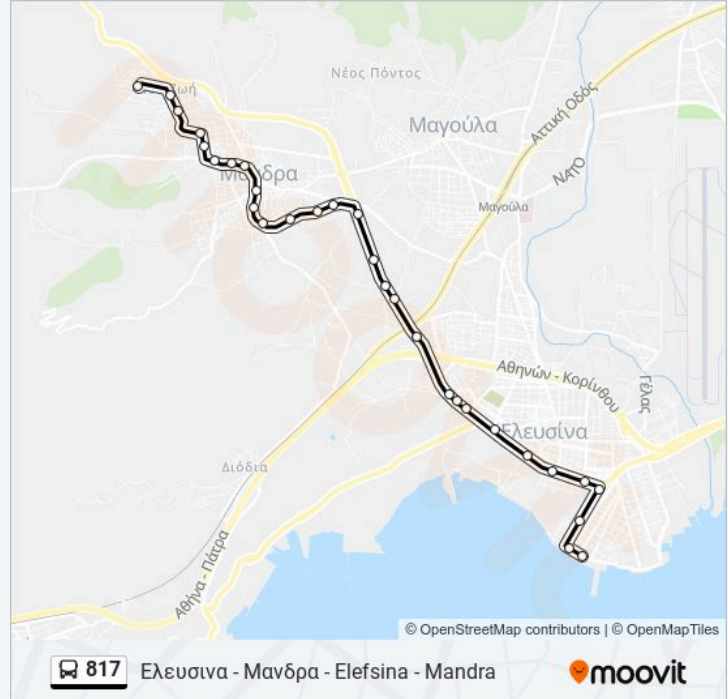 Νέος Πόντος
Μαγούλα
Αττική Οδός
ΝΑΤΟ
Μάνδρα
Μαγούλα
Αθηνών - Κορίνθου
Γέλας
Ελευσίνα
Διόδια
Αθήνα - Πάτρα
© OpenStreetMap contributors | © OpenMapTiles
817 Ελευσινα - Μανδρα - Elefsina - Mandra
moovit